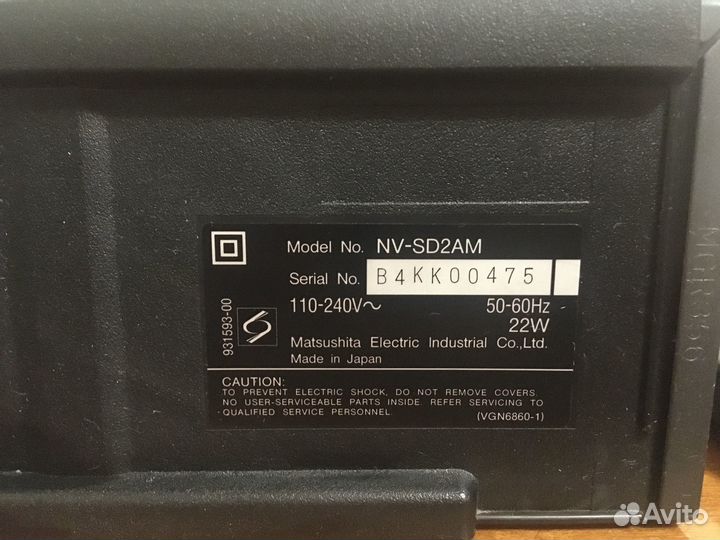 Model No. NV-SD2AM
Serial No. B4KK00475
110-240V~ 50-60Hz
22W
931593-00
Matsushita Electric Industrial Co.,Ltd.
Made in Japan
CAUTION:
TO PREVENT ELECTRIC SHOCK, DO NOT REMOVE COVERS.
NO USER-SERVICEABLE PARTS INSIDE. REFER SERVICING TO
QUALIFIED SERVICE PERSONNEL.
(VGN6860-1)
Avito